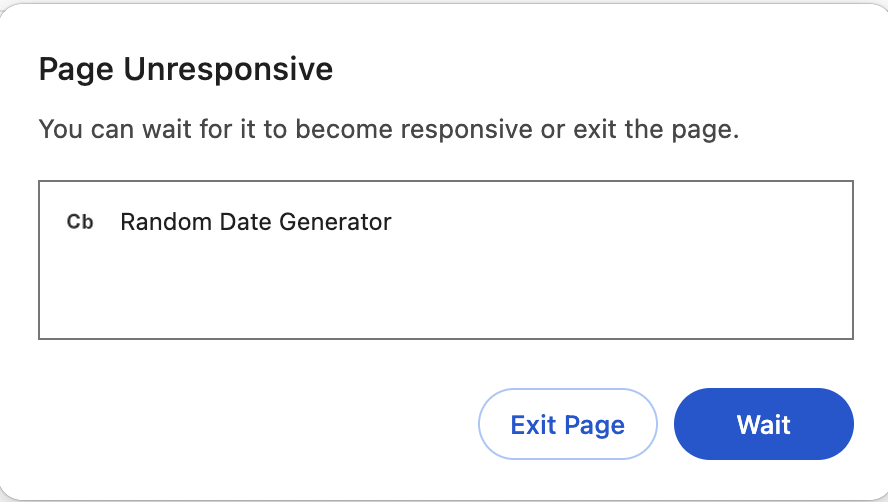 Page Unresponsive
You can wait for it to become responsive or exit the page.
Cb Random Date Generator
Exit Page Wait